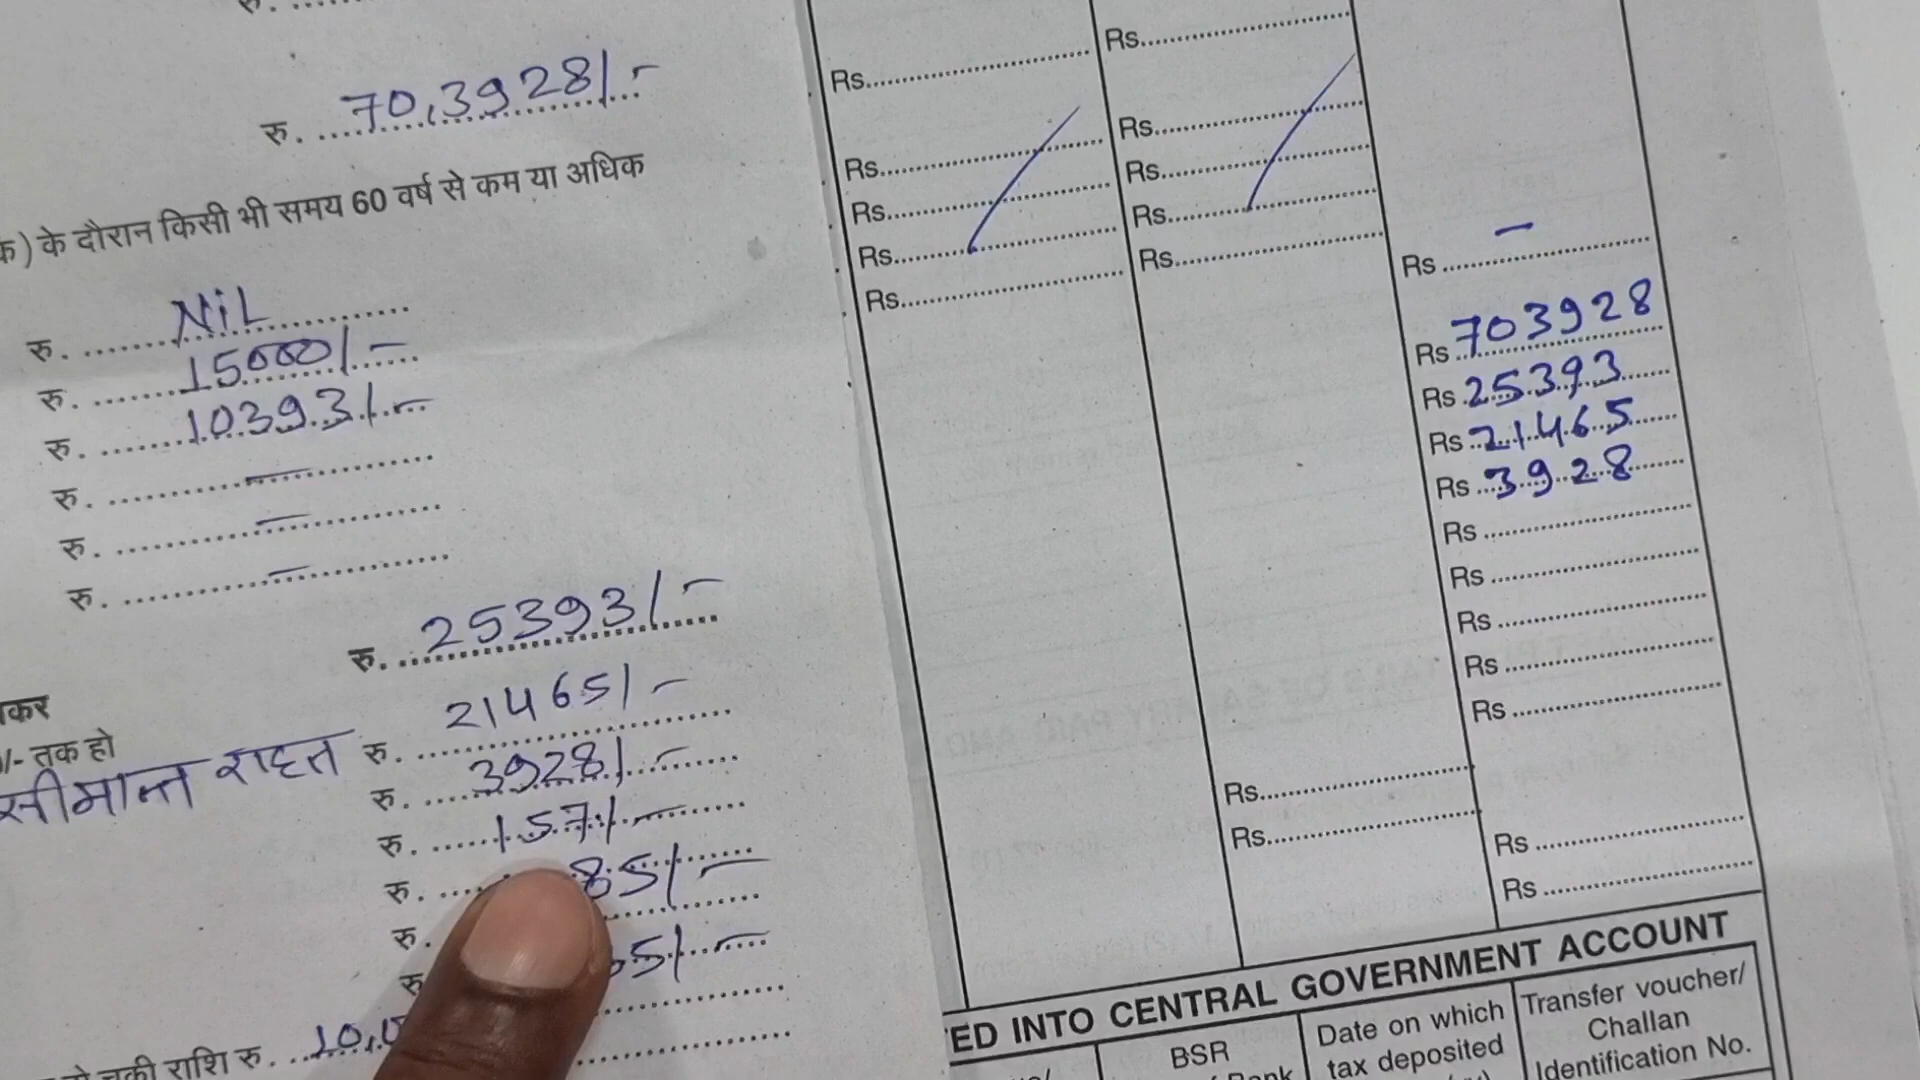 रु. ....................
रु. ....70,3928/-
क) के दौरान किसी भी समय 60 वर्ष से कम या अधिक
रु. ........NiL............
रु. ........15000/-
रु. ........10393/-
रु. ........—............
रु. ........—............
रु. ........—............
रु. ..25393/-
कर
/- तक हो
रु. ..21465/-
सीमान्त राहत
रु. ....3928/-
रु. ......157/-
रु. ....85/-
रु.
रु. 5/-
राशि रु. ...10,0
Rs....................
Rs....................
Rs....................
Rs....................
Rs....................
Rs....................
Rs....................
Rs....................
Rs....................
Rs....................
Rs....................
Rs....................
Rs ......—..............
Rs ..703928
Rs .25393
Rs ..21465
Rs ..3928
Rs ....................
Rs ....................
Rs ....................
Rs ....................
Rs ....................
Rs ....................
Rs ....................
ED INTO CENTRAL GOVERNMENT ACCOUNT
BSR
Date on which
tax deposited
Transfer voucher/
Challan
Identification No.